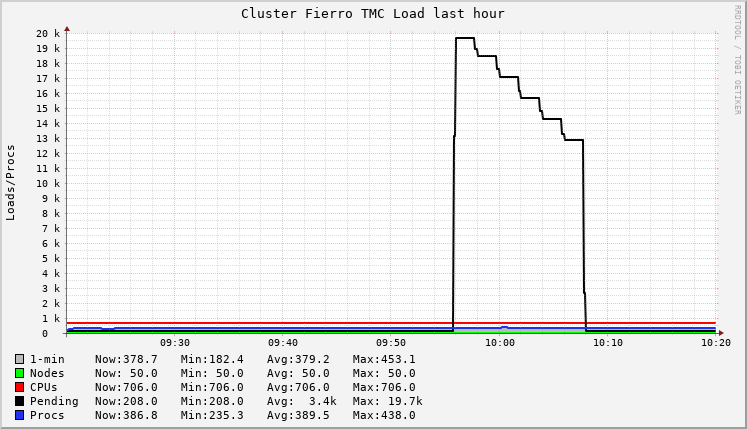 Cluster Fierro TMC Load last hour
RRDTOOL / TOBI OETIKER
Loads/Procs
20 k
19 k
18 k
17 k
16 k
15 k
14 k
13 k
12 k
11 k
10 k
9 k
8 k
7 k
6 k
5 k
4 k
3 k
2 k
1 k
0
09:30 09:40 09:50 10:00 10:10 10:20
1-min Now:378.7 Min:182.4 Avg:379.2 Max:453.1
Nodes Now: 50.0 Min: 50.0 Avg: 50.0 Max: 50.0
CPUs Now:706.0 Min:706.0 Avg:706.0 Max:706.0
Pending Now:208.0 Min:208.0 Avg: 3.4k Max: 19.7k
Procs Now:386.8 Min:235.3 Avg:389.5 Max:438.0